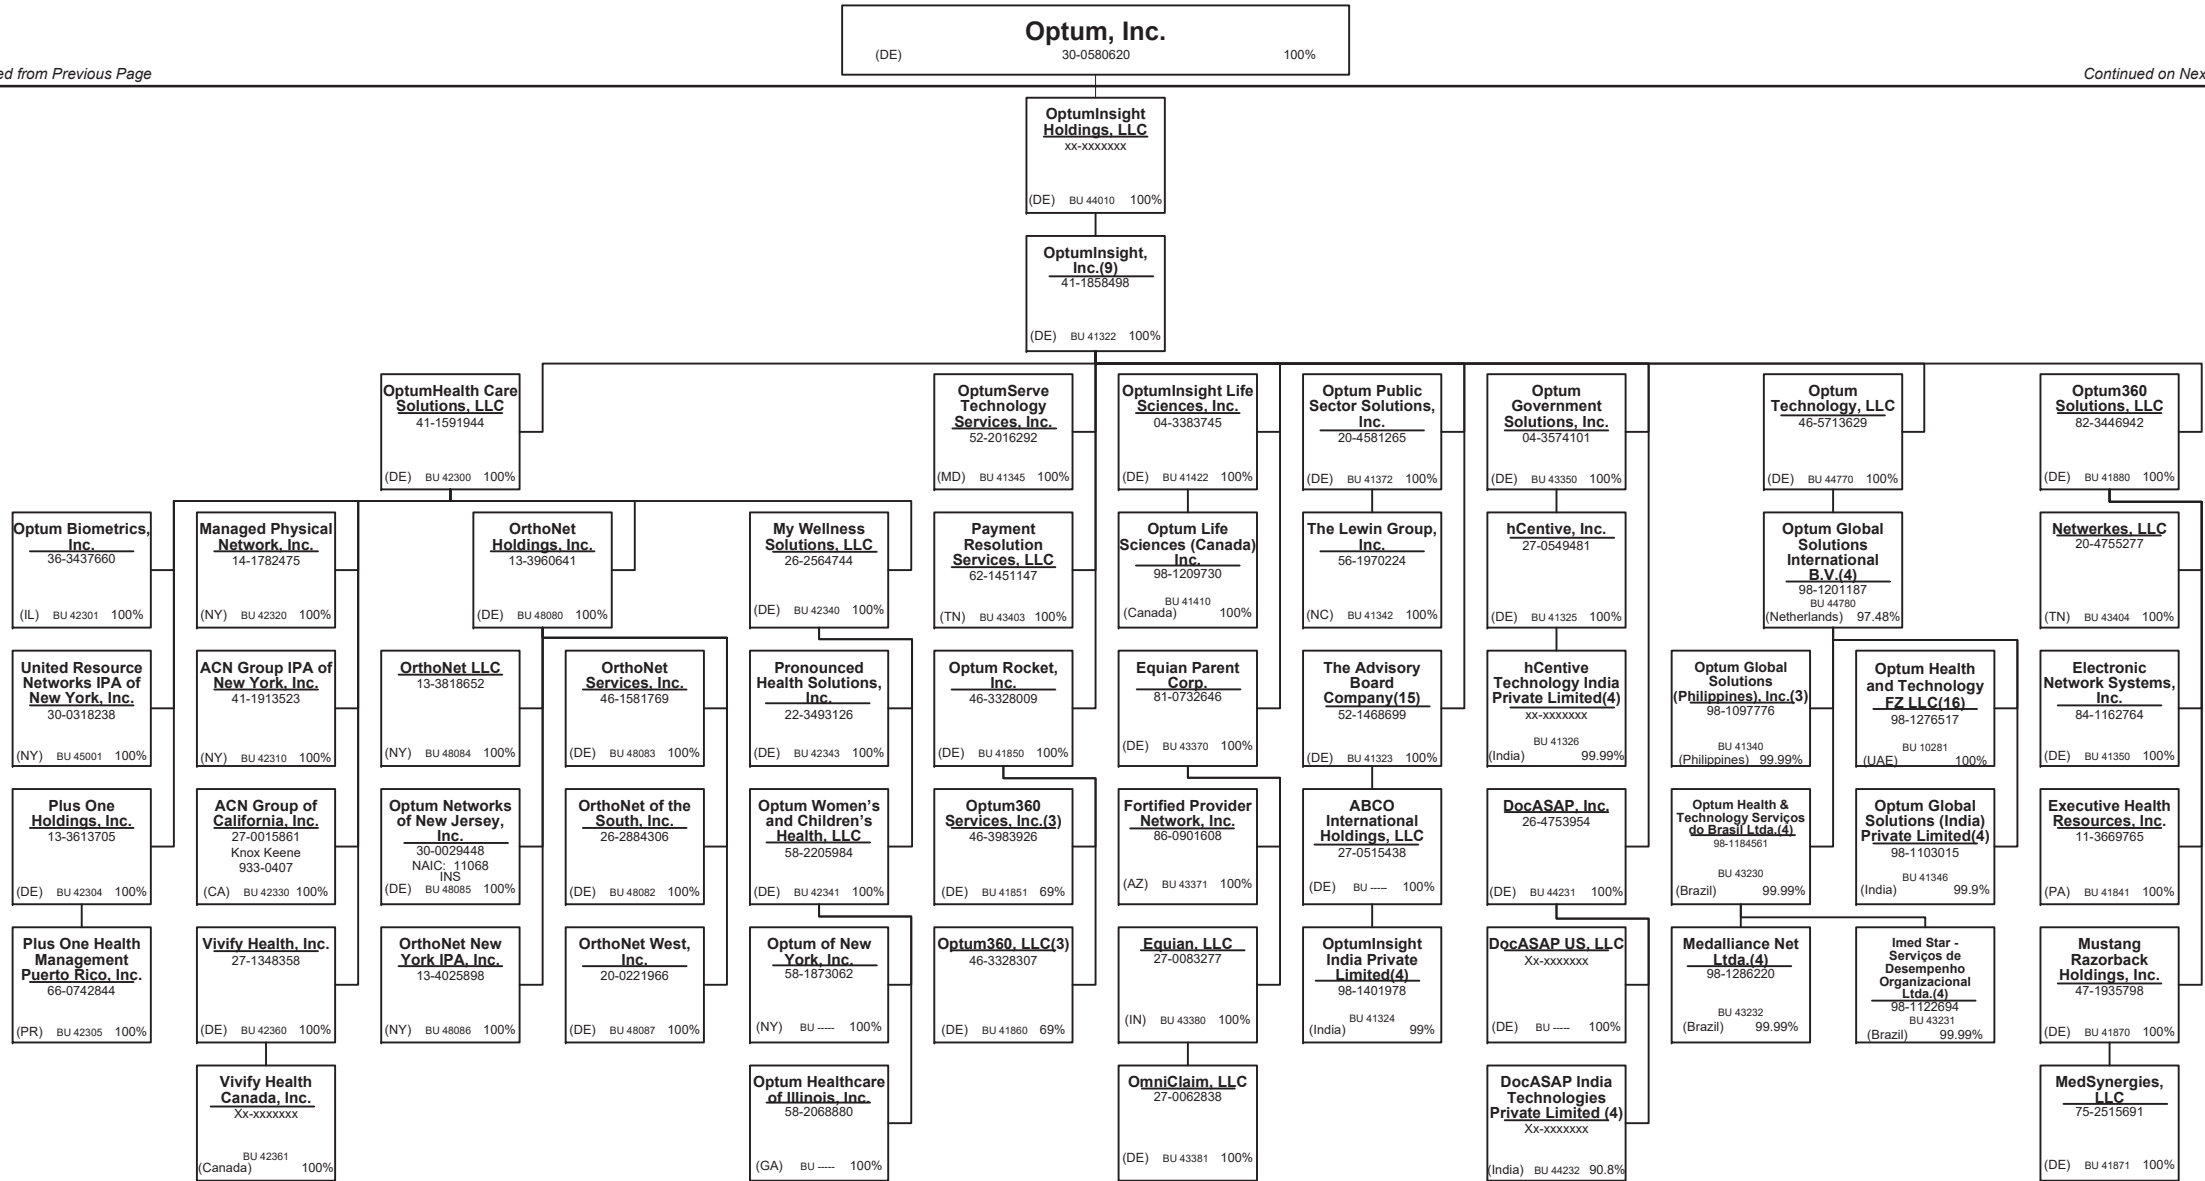 Optum, Inc.
(DE) 30-0580620 100%
ed from Previous Page
Continued on Nex
OptumInsight
Holdings, LLC
xx-xxxxxxx
(DE) BU 44010 100%
OptumInsight,
Inc.(9)
41-1858498
(DE) BU 41322 100%
OptumHealth Care
Solutions, LLC
41-1591944
(DE) BU 42300 100%
OptumServe
Technology
Services, Inc.
52-2016292
(MD) BU 41345 100%
OptumInsight Life
Sciences, Inc.
04-3383745
(DE) BU 41422 100%
Optum Public
Sector Solutions,
Inc.
20-4581265
(DE) BU 41372 100%
Optum
Government
Solutions, Inc.
04-3574101
(DE) BU 43350 100%
Optum
Technology, LLC
46-5713629
(DE) BU 44770 100%
Optum360
Solutions, LLC
82-3446942
(DE) BU 41880 100%
Optum Biometrics,
Inc.
36-3437660
(IL) BU 42301 100%
Managed Physical
Network, Inc.
14-1782475
(NY) BU 42320 100%
OrthoNet
Holdings, Inc.
13-3960641
(DE) BU 48080 100%
My Wellness
Solutions, LLC
26-2564744
(DE) BU 42340 100%
Payment
Resolution
Services, LLC
62-1451147
(TN) BU 43403 100%
Optum Life
Sciences (Canada)
Inc.
98-1209730
BU 41410
(Canada) 100%
The Lewin Group,
Inc.
56-1970224
(NC) BU 41342 100%
hCentive, Inc.
27-0549481
(DE) BU 41325 100%
Optum Global
Solutions
International
B.V.(4)
98-1201187
BU 44780
(Netherlands) 97.48%
Netwerkes, LLC
20-4755277
(TN) BU 43404 100%
United Resource
Networks IPA of
New York, Inc.
30-0318238
(NY) BU 45001 100%
ACN Group IPA of
New York, Inc.
41-1913523
(NY) BU 42310 100%
OrthoNet LLC
13-3818652
(NY) BU 48084 100%
OrthoNet
Services, Inc.
46-1581769
(DE) BU 48083 100%
Pronounced
Health Solutions,
Inc.
22-3493126
(DE) BU 42343 100%
Optum Rocket,
Inc.
46-3328009
(DE) BU 41850 100%
Equian Parent
Corp.
81-0732646
(DE) BU 43370 100%
The Advisory
Board
Company(15)
52-1468699
(DE) BU 41323 100%
hCentive
Technology India
Private Limited(4)
xx-xxxxxxx
BU 41326
(India) 99.99%
Optum Global
Solutions
(Philippines), Inc.(3)
98-1097776
BU 41340
(Philippines) 99.99%
Optum Health
and Technology
FZ LLC(16)
98-1276517
BU 10281
(UAE) 100%
Electronic
Network Systems,
Inc.
84-1162764
(DE) BU 41350 100%
Plus One
Holdings, Inc.
13-3613705
(DE) BU 42304 100%
ACN Group of
California, Inc.
27-0015861
Knox Keene
933-0407
(CA) BU 42330 100%
Optum Networks
of New Jersey,
Inc.
30-0029448
NAIC: 11068
INS
(DE) BU 48085 100%
OrthoNet of the
South, Inc.
26-2884306
(DE) BU 48082 100%
Optum Women's
and Children's
Health, LLC
58-2205984
(DE) BU 42341 100%
Optum360
Services, Inc.(3)
46-3983926
(DE) BU 41851 69%
Fortified Provider
Network, Inc.
86-0901608
(AZ) BU 43371 100%
ABCO
International
Holdings, LLC
27-0515438
(DE) BU ----- 100%
DocASAP, Inc.
26-4753954
(DE) BU 44231 100%
Optum Health &
Technology Serviços
do Brasil Ltda.(4)
98-1184561
BU 43230
(Brazil) 99.99%
Optum Global
Solutions (India)
Private Limited(4)
98-1103015
BU 41346
(India) 99.9%
Executive Health
Resources, Inc.
11-3669765
(PA) BU 41841 100%
Plus One Health
Management
Puerto Rico, Inc.
66-0742844
(PR) BU 42305 100%
Vivify Health, Inc.
27-1348358
(DE) BU 42360 100%
OrthoNet New
York IPA, Inc.
13-4025898
(NY) BU 48086 100%
OrthoNet West,
Inc.
20-0221966
(DE) BU 48087 100%
Optum of New
York, Inc.
58-1873062
(NY) BU ----- 100%
Optum360, LLC(3)
46-3328307
(DE) BU 41860 69%
Equian, LLC
27-0083277
(IN) BU 43380 100%
OptumInsight
India Private
Limited(4)
98-1401978
BU 41324
(India) 99%
DocASAP US, LLC
Xx-xxxxxxx
(DE) BU ----- 100%
Medalliance Net
Ltda.(4)
98-1286220
BU 43232
(Brazil) 99.99%
Imed Star -
Serviços de
Desempenho
Organizacional
Ltda.(4)
98-1122694
BU 43231
(Brazil) 99.99%
Mustang
Razorback
Holdings, Inc.
47-1935798
(DE) BU 41870 100%
Vivify Health
Canada, Inc.
Xx-xxxxxxx
BU 42361
(Canada) 100%
Optum Healthcare
of Illinois, Inc.
58-2068880
(GA) BU ----- 100%
OmniClaim, LLC
27-0062838
(DE) BU 43381 100%
DocASAP India
Technologies
Private Limited (4)
Xx-xxxxxxx
(India) BU 44232 90.8%
MedSynergies,
LLC
75-2515691
(DE) BU 41871 100%